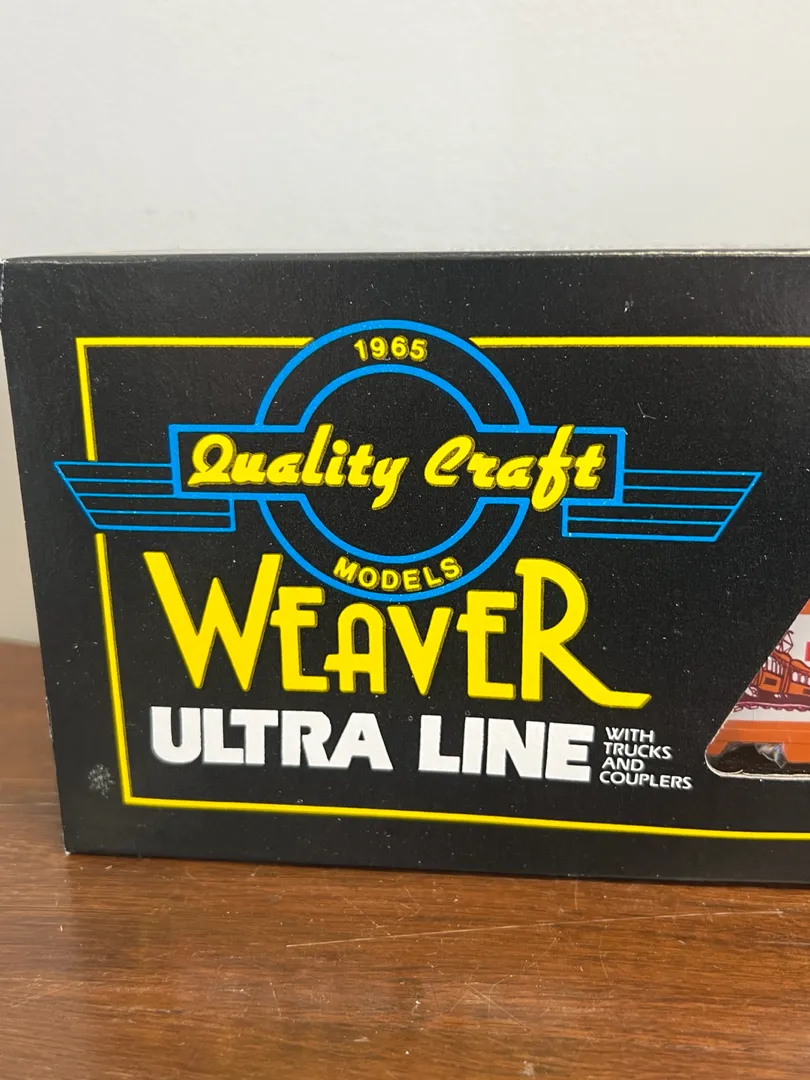 1965
Quality Craft
MODELS
WEAVER
ULTRA LINE
WITH
TRUCKS
AND
COUPLERS